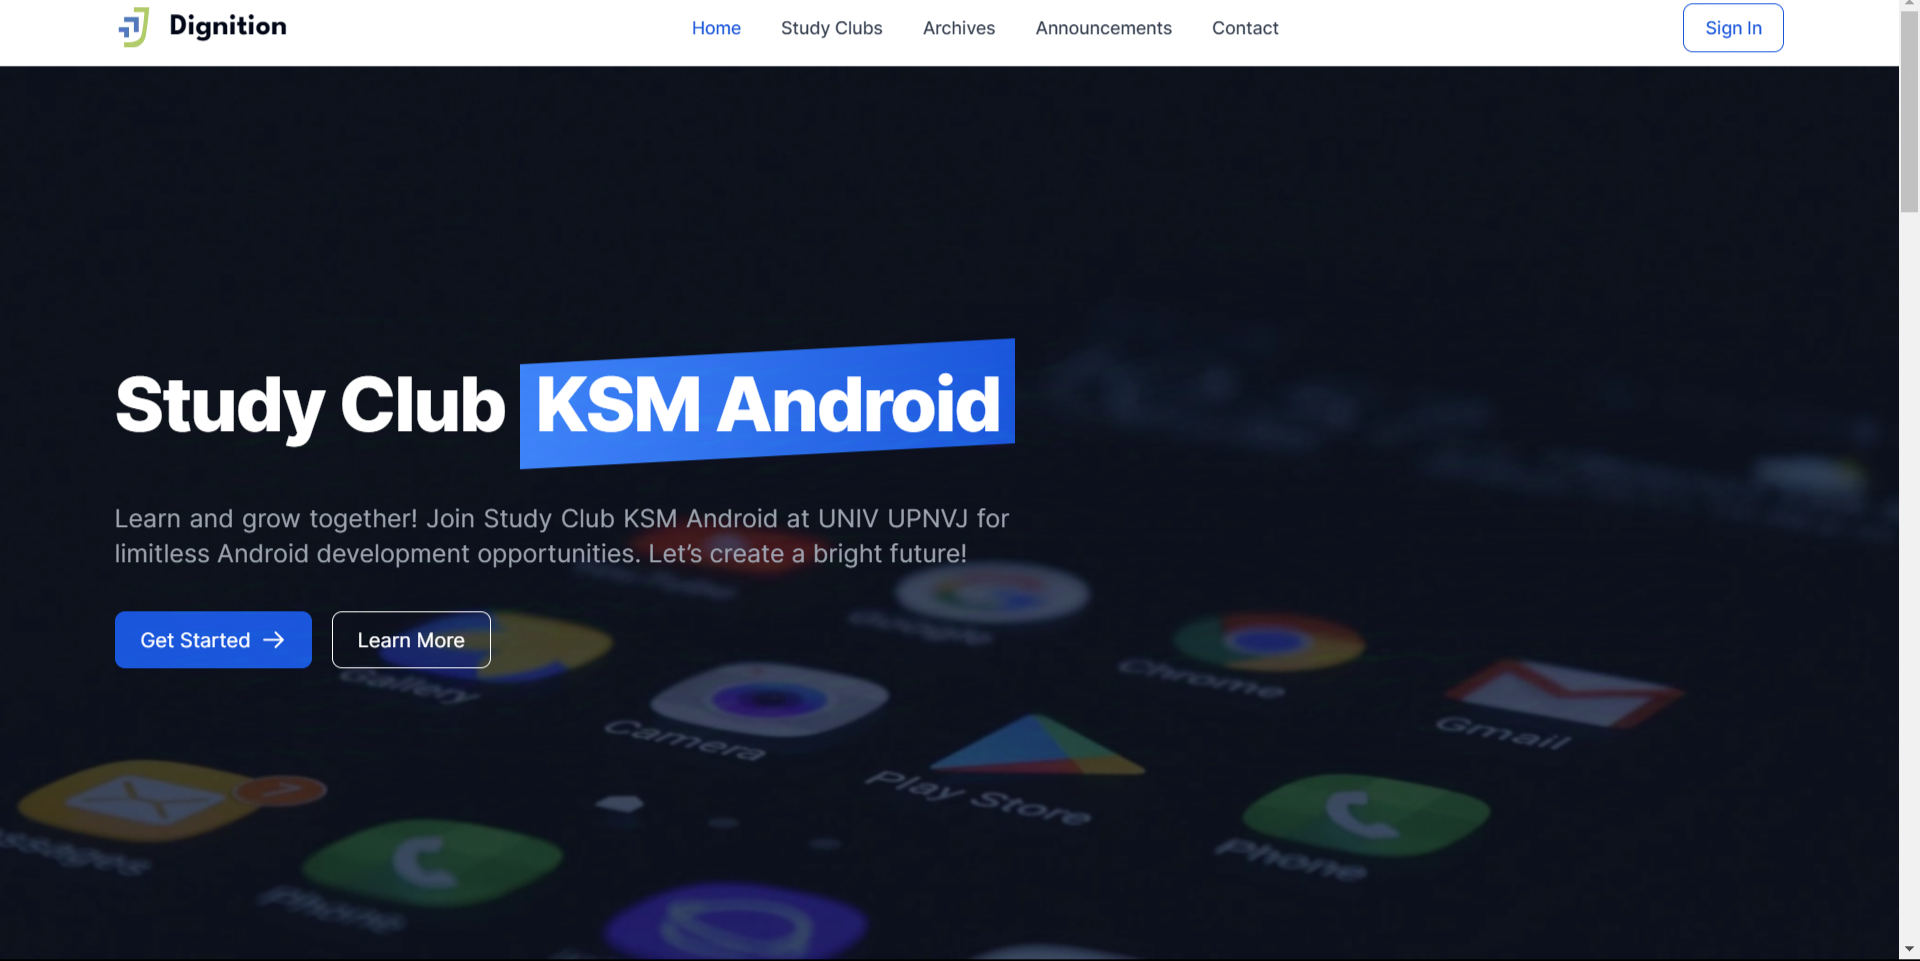 Dignition
Home
Study Clubs
Archives
Announcements
Contact
Sign In
Study Club KSM Android
Learn and grow together! Join Study Club KSM Android at UNIV UPNVJ for
limitless Android development opportunities. Let’s create a bright future!
Get Started
Learn More
Google
Gallery
Chrome
Camera
Gmail
Play Store
7
Phone
Phone